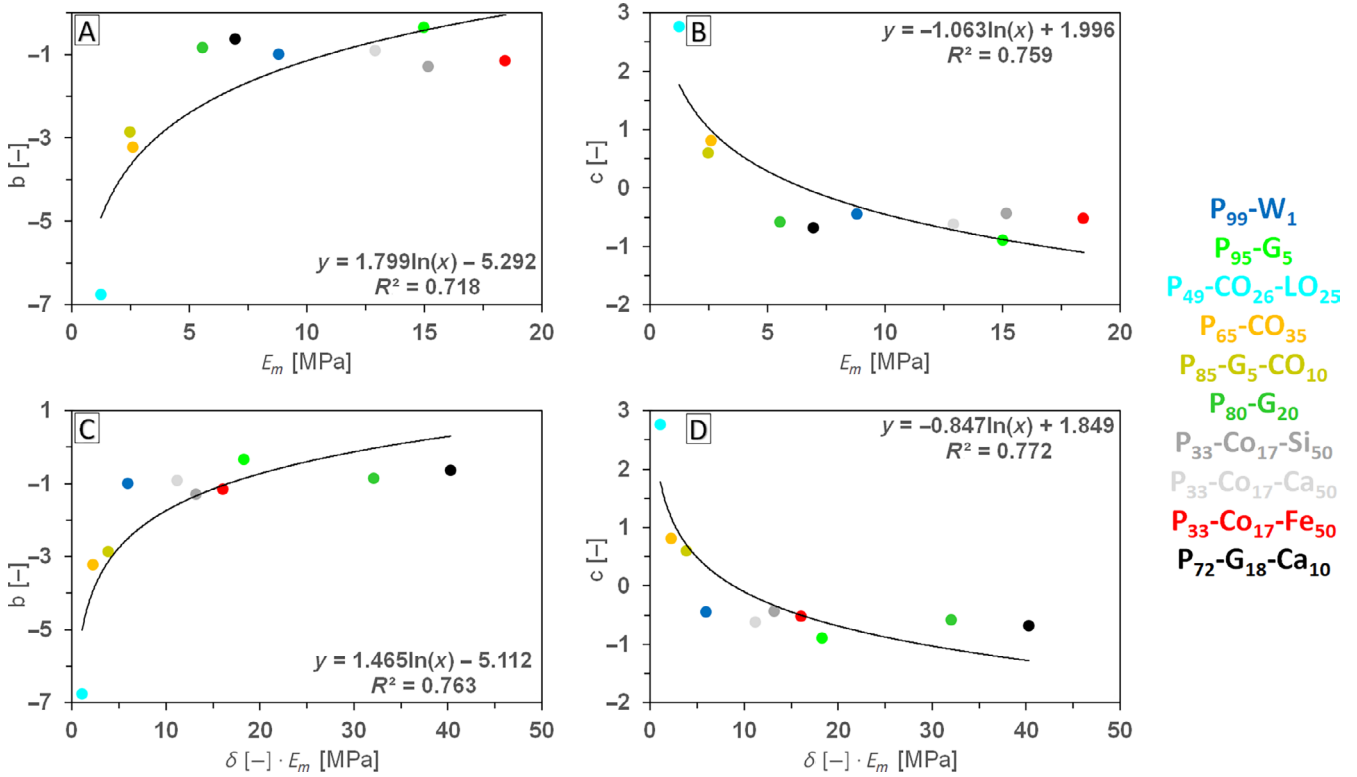 A
1
−1
−3
−5
−7
b [−]
y = 1.799ln(x) − 5.292
R² = 0.718
0 5 10 15 20
E_m [MPa]
B
3
2
1
0
−1
−2
c [−]
y = −1.063ln(x) + 1.996
R² = 0.759
0 5 10 15 20
E_m [MPa]
C
1
−1
−3
−5
−7
b [−]
y = 1.465ln(x) − 5.112
R² = 0.763
0 10 20 30 40 50
δ [−] · E_m [MPa]
D
3
2
1
0
−1
−2
c [−]
y = −0.847ln(x) + 1.849
R² = 0.772
0 10 20 30 40 50
δ [−] · E_m [MPa]
P₉₉-W₁
P₉₅-G₅
P₄₉-CO₂₆-LO₂₅
P₆₅-CO₃₅
P₈₅-G₅-CO₁₀
P₈₀-G₂₀
P₃₃-Co₁₇-Si₅₀
P₃₃-Co₁₇-Ca₅₀
P₃₃-Co₁₇-Fe₅₀
P₇₂-G₁₈-Ca₁₀